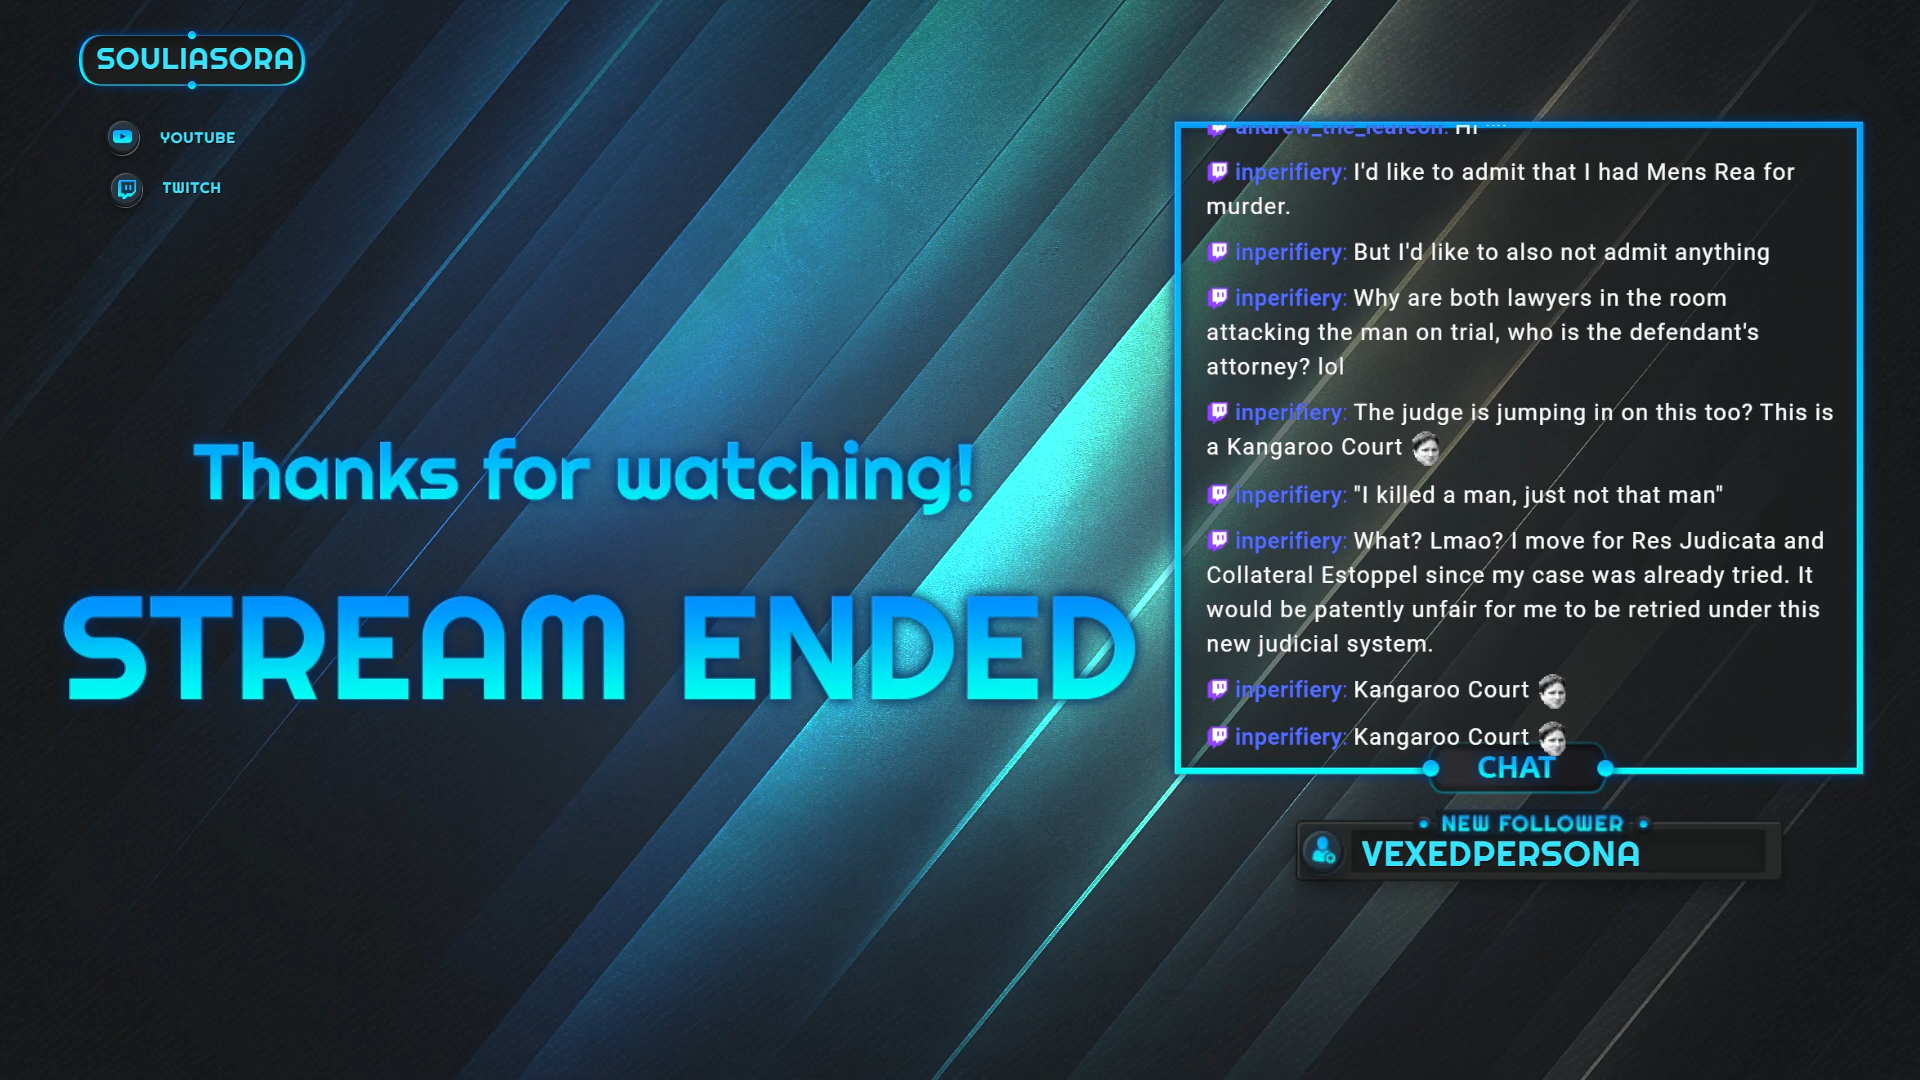 SOULIASORA
YOUTUBE
TWITCH
Thanks for watching!
STREAM ENDED
andrew_the_leafeon: Hi
inperifiery: I'd like to admit that I had Mens Rea for
murder.
inperifiery: But I'd like to also not admit anything
inperifiery: Why are both lawyers in the room
attacking the man on trial, who is the defendant's
attorney? lol
inperifiery: The judge is jumping in on this too? This is
a Kangaroo Court
inperifiery: "I killed a man, just not that man"
inperifiery: What? Lmao? I move for Res Judicata and
Collateral Estoppel since my case was already tried. It
would be patently unfair for me to be retried under this
new judicial system.
inperifiery: Kangaroo Court
inperifiery: Kangaroo Court
CHAT
NEW FOLLOWER
VEXEDPERSONA